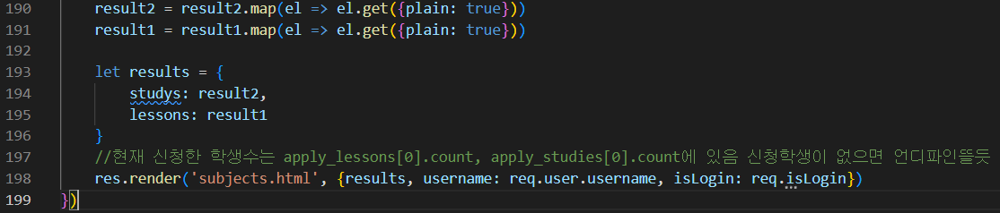 190 result2 = result2.map(el => el.get({plain: true}))
191 result1 = result1.map(el => el.get({plain: true}))
192
193 let results = {
194 studys: result2,
195 lessons: result1
196 }
197 //현재 신청한 학생수는 apply_lessons[0].count, apply_studies[0].count에 있음 신청학생이 없으면 언디파인뜰듯
198 res.render('subjects.html', {results, username: req.user.username, isLogin: req.isLogin})
199 })